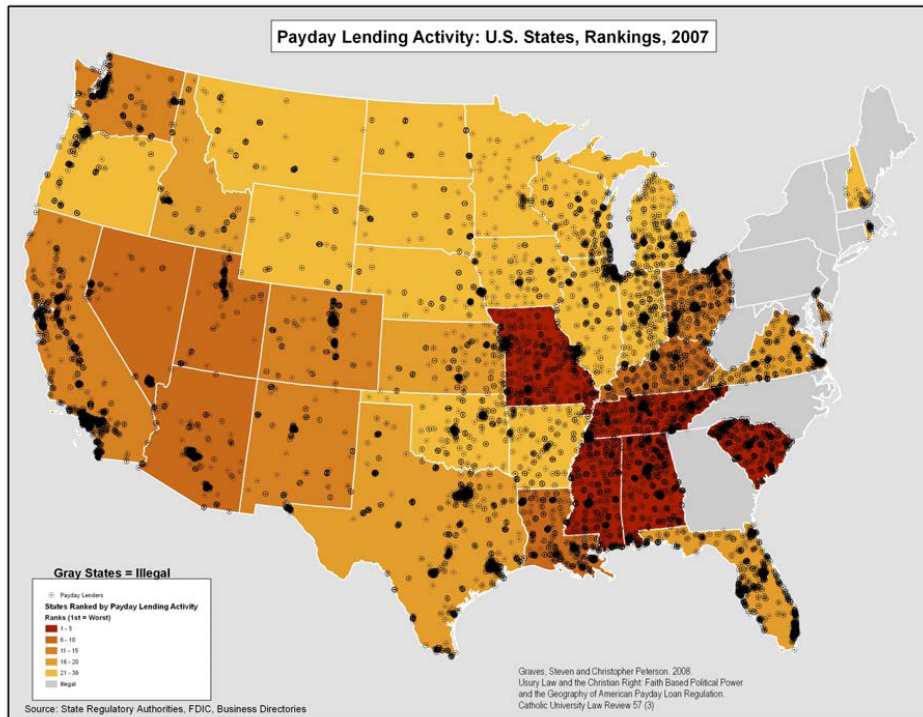 Payday Lending Activity: U.S. States, Rankings, 2007
Gray States = Illegal
Payday Lenders
States Ranked by Payday Lending Activity
Ranks (1st = Worst)
1 - 5
6 - 10
11 - 15
16 - 20
21 - 39
Illegal
Source: State Regulatory Authorities, FDIC, Business Directories
Graves, Steven and Christopher Peterson. 2008.
Usury Law and the Christian Right: Faith Based Political Power
and the Geography of American Payday Loan Regulation.
Catholic University Law Review 57 (3)